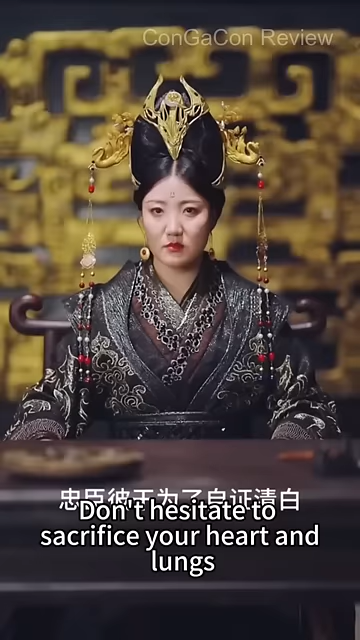 ConGaCon Review
忠臣彼干为了自证清白
Don't hesitate to
sacrifice your heart and
lungs